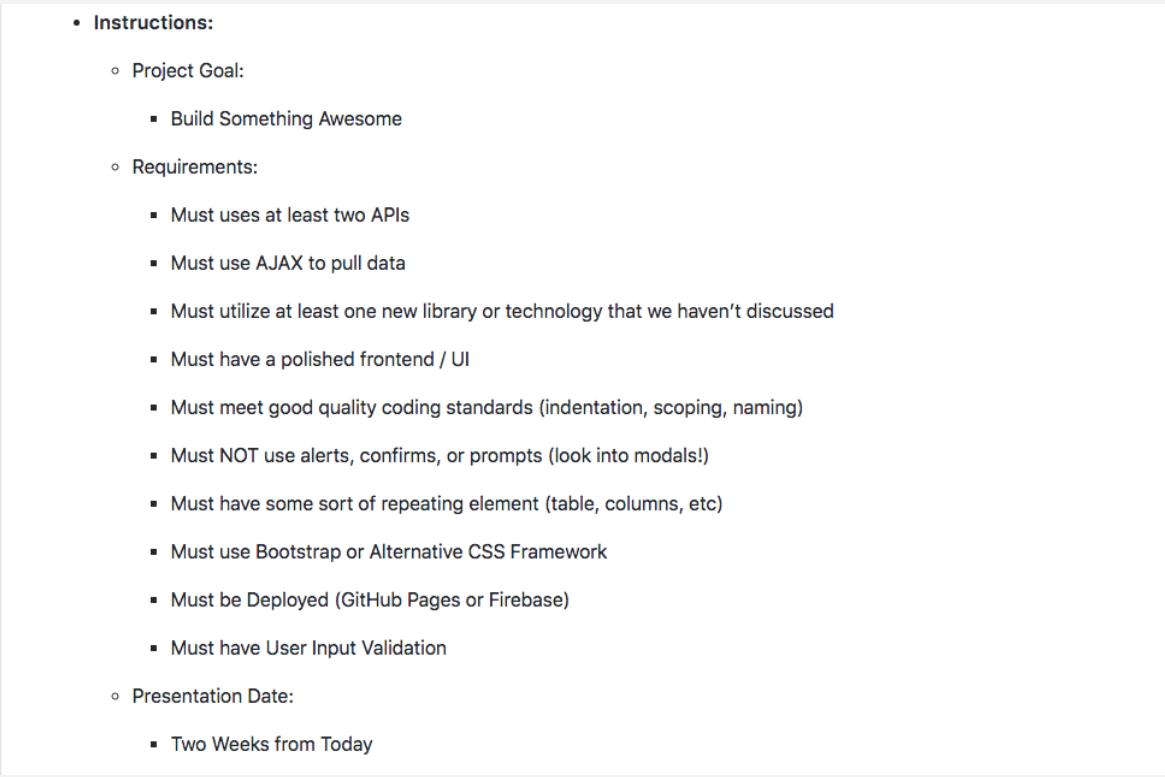 Instructions:
Project Goal:
Build Something Awesome
Requirements:
Must uses at least two APIs
Must use AJAX to pull data
Must utilize at least one new library or technology that we haven’t discussed
Must have a polished frontend / UI
Must meet good quality coding standards (indentation, scoping, naming)
Must NOT use alerts, confirms, or prompts (look into modals!)
Must have some sort of repeating element (table, columns, etc)
Must use Bootstrap or Alternative CSS Framework
Must be Deployed (GitHub Pages or Firebase)
Must have User Input Validation
Presentation Date:
Two Weeks from Today